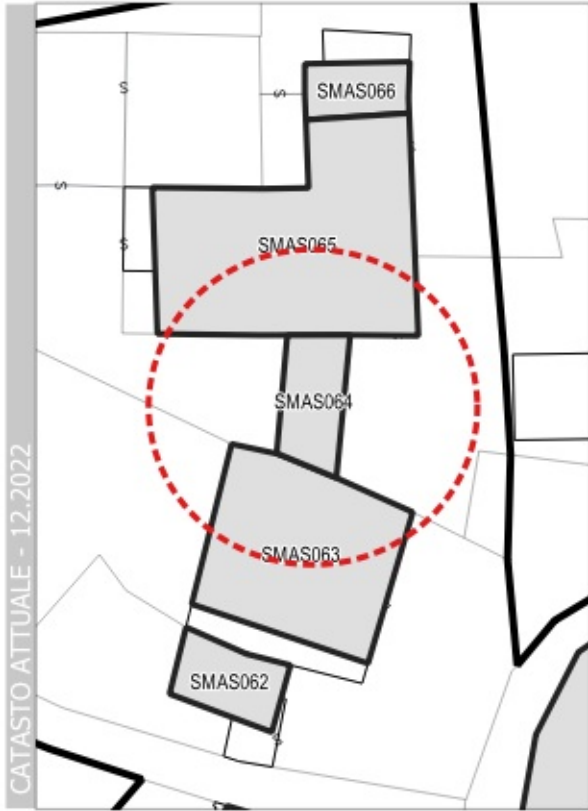 SMAS066
S
S
S
S
SMAS065
SMAS064
SMAS063
SMAS062
CATASTO ATTUALE - 12.2022